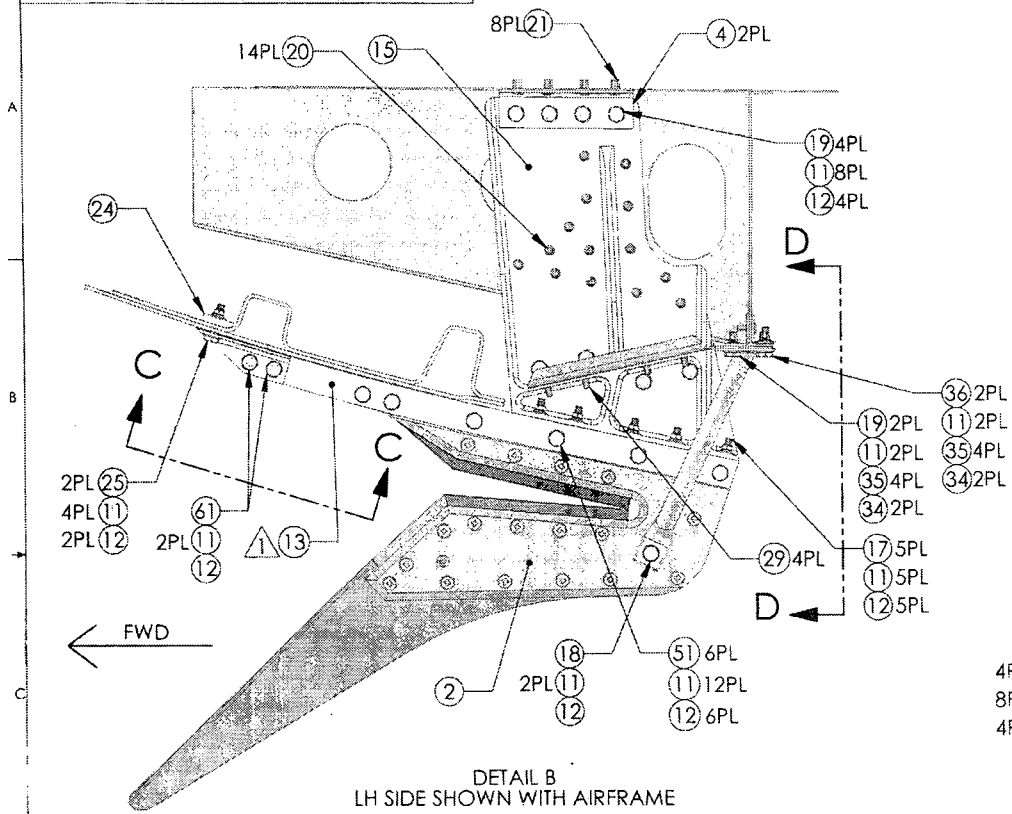 8PL 21
4 2PL
14PL 20
15
A
19 4PL
11 8PL
12 4PL
24
D
C
B
36 2PL
19 2PL
11 2PL
11 2PL
35 4PL
35 4PL
34 2PL
34 2PL
C
2PL 25
4PL 11
2PL 12
61
2PL 11
12
1 13
29 4PL
17 5PL
11 5PL
12 5PL
D
FWD
18
2PL 11
12
51 6PL
11 12PL
12 6PL
2
C
DETAIL B
LH SIDE SHOWN WITH AIRFRAME